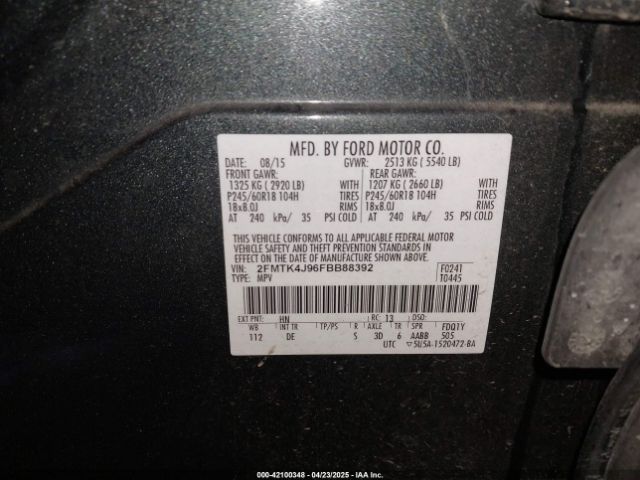 MFD. BY FORD MOTOR CO.
DATE: 08/15 GVWR: 2513 KG ( 5540 LB)
FRONT GAWR: REAR GAWR:
1325 KG ( 2920 LB) WITH 1207 KG ( 2660 LB) WITH
P245/60R18 104H TIRES P245/60R18 104H TIRES
18x8.0J RIMS 18x8.0J RIMS
AT 240 kPa/ 35 PSI COLD AT 240 kPa/ 35 PSI COLD
THIS VEHICLE CONFORMS TO ALL APPLICABLE FEDERAL MOTOR
VEHICLE SAFETY AND THEFT PREVENTION STANDARDS IN
EFFECT ON THE DATE OF MANUFACTURE SHOWN ABOVE.
VIN: 2FMTK4J96FBB88392 F0241
TYPE: MPV T0445
EXT PNT: HN RC: 13 DSO:
WB INT TR TP/PS R AXLE TR SPR FDQ1Y
112 DE S 3D 6 AABB 505
UTC ▽5U5A-1520472-BA
000-42100348 - 04/23/2025 - IAA Inc.